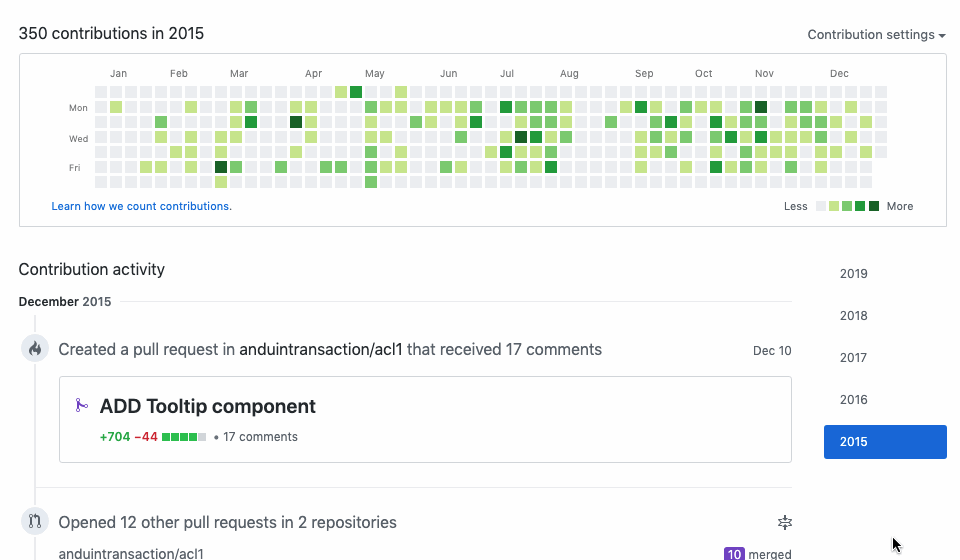 350 contributions in 2015
Contribution settings
Jan Feb Mar Apr May Jun Jul Aug Sep Oct Nov Dec
Mon
Wed
Fri
Learn how we count contributions.
Less More
Contribution activity
2019
December 2015
2018
Created a pull request in anduintransaction/acl1 that received 17 comments
Dec 10
2017
ADD Tooltip component
2016
+704 −44 • 17 comments
2015
Opened 12 other pull requests in 2 repositories
anduintransaction/acl1
10 merged